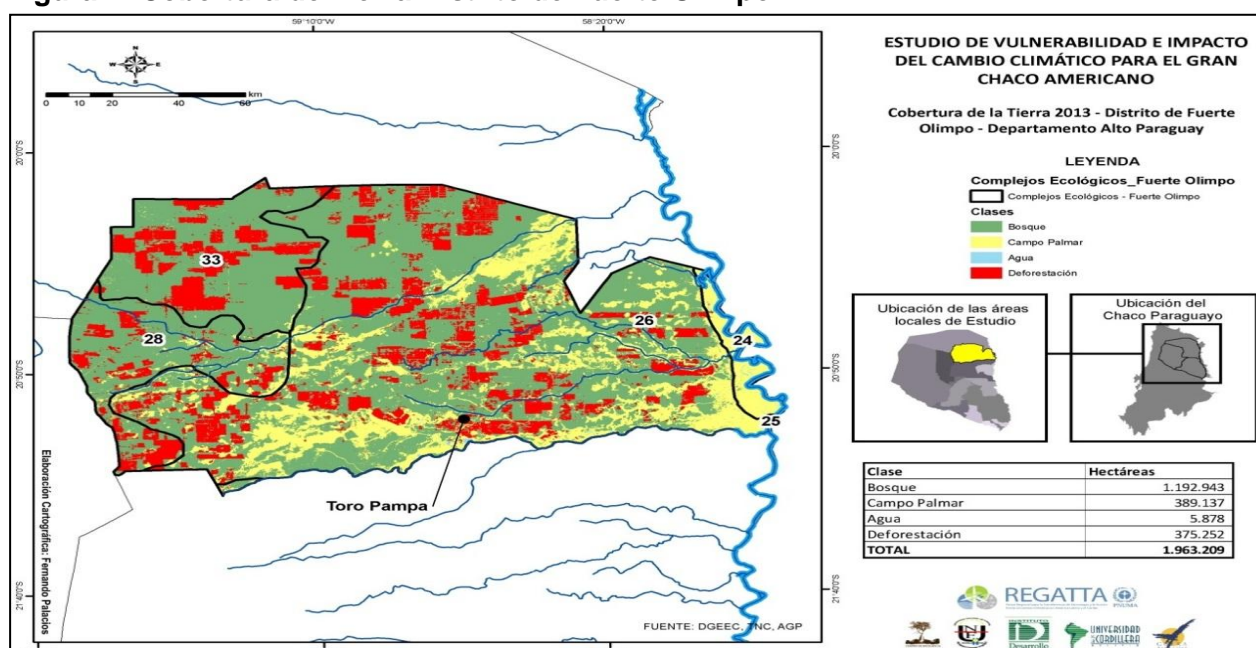 59°10'0"W
58°20'0"W
N
W
E
S
0 10 20 40 60
km
20°0'0"S
20°0'0"S
20°50'0"S
20°50'0"S
21°40'0"S
21°40'0"S
33
28
26
24
25
Toro Pampa
Elaboración Cartográfica: Fernando Palacios
FUENTE: DGEEC, TNC, AGP
ESTUDIO DE VULNERABILIDAD E IMPACTO
DEL CAMBIO CLIMÁTICO PARA EL GRAN
CHACO AMERICANO
Cobertura de la Tierra 2013 - Distrito de Fuerte
Olimpo - Departamento Alto Paraguay
LEYENDA
Complejos Ecológicos_Fuerte Olimpo
Complejos Ecológicos - Fuerte Olimpo
Clases
Bosque
Campo Palmar
Agua
Deforestación
Ubicación de las áreas
locales de Estudio
Ubicación del
Chaco Paraguayo
Clase Hectáreas
Bosque 1.192.943
Campo Palmar 389.137
Agua 5.878
Deforestación 375.252
TOTAL 1.963.209
REGATTA
PNUMA
Desarrollo
UNIVERSIDAD